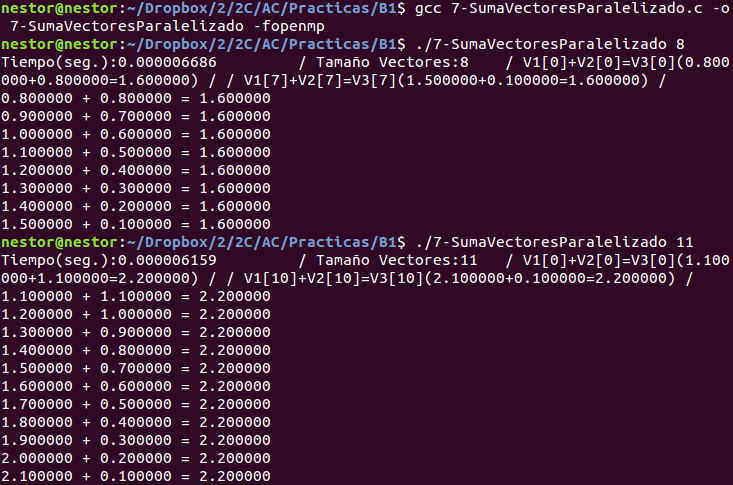 nestor@nestor:~/Dropbox/2/2C/AC/Practicas/B1$ gcc 7-SumaVectoresParalelizado.c -o
 7-SumaVectoresParalelizado -fopenmp
nestor@nestor:~/Dropbox/2/2C/AC/Practicas/B1$ ./7-SumaVectoresParalelizado 8
Tiempo(seg.):0.000006686         / Tamaño Vectores:8    / V1[0]+V2[0]=V3[0](0.800
000+0.800000=1.600000) / / V1[7]+V2[7]=V3[7](1.500000+0.100000=1.600000) /
0.800000 + 0.800000 = 1.600000
0.900000 + 0.700000 = 1.600000
1.000000 + 0.600000 = 1.600000
1.100000 + 0.500000 = 1.600000
1.200000 + 0.400000 = 1.600000
1.300000 + 0.300000 = 1.600000
1.400000 + 0.200000 = 1.600000
1.500000 + 0.100000 = 1.600000
nestor@nestor:~/Dropbox/2/2C/AC/Practicas/B1$ ./7-SumaVectoresParalelizado 11
Tiempo(seg.):0.000006159         / Tamaño Vectores:11   / V1[0]+V2[0]=V3[0](1.100
000+1.100000=2.200000) / / V1[10]+V2[10]=V3[10](2.100000+0.100000=2.200000) /
1.100000 + 1.100000 = 2.200000
1.200000 + 1.000000 = 2.200000
1.300000 + 0.900000 = 2.200000
1.400000 + 0.800000 = 2.200000
1.500000 + 0.700000 = 2.200000
1.600000 + 0.600000 = 2.200000
1.700000 + 0.500000 = 2.200000
1.800000 + 0.400000 = 2.200000
1.900000 + 0.300000 = 2.200000
2.000000 + 0.200000 = 2.200000
2.100000 + 0.100000 = 2.200000